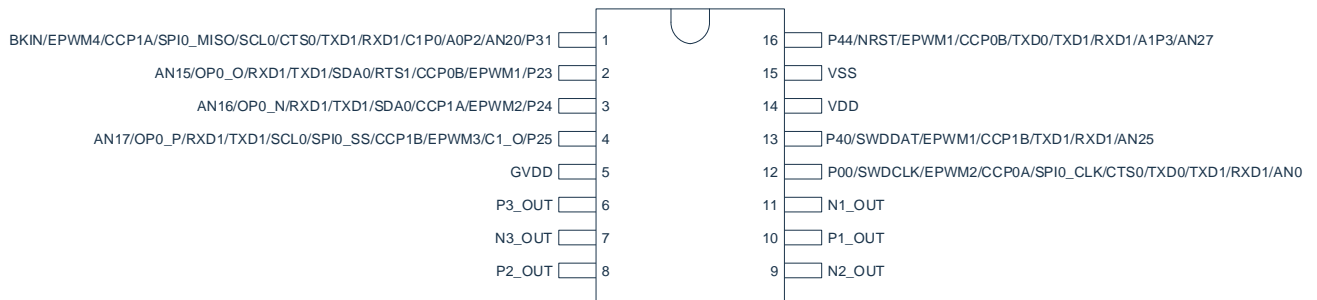 BKIN/EPWM4/CCP1A/SPI0_MISO/SCL0/CTS0/TXD1/RXD1/C1P0/A0P2/AN20/P31 1 16 P44/NRST/EPWM1/CCP0B/TXD0/TXD1/RXD1/A1P3/AN27
AN15/OP0_O/RXD1/TXD1/SDA0/RTS1/CCP0B/EPWM1/P23 2 15 VSS
AN16/OP0_N/RXD1/TXD1/SDA0/CCP1A/EPWM2/P24 3 14 VDD
AN17/OP0_P/RXD1/TXD1/SCL0/SPI0_SS/CCP1B/EPWM3/C1_O/P25 4 13 P40/SWDDAT/EPWM1/CCP1B/TXD1/RXD1/AN25
GVDD 5 12 P00/SWDCLK/EPWM2/CCP0A/SPI0_CLK/CTS0/TXD0/TXD1/RXD1/AN0
P3_OUT 6 11 N1_OUT
N3_OUT 7 10 P1_OUT
P2_OUT 8 9 N2_OUT